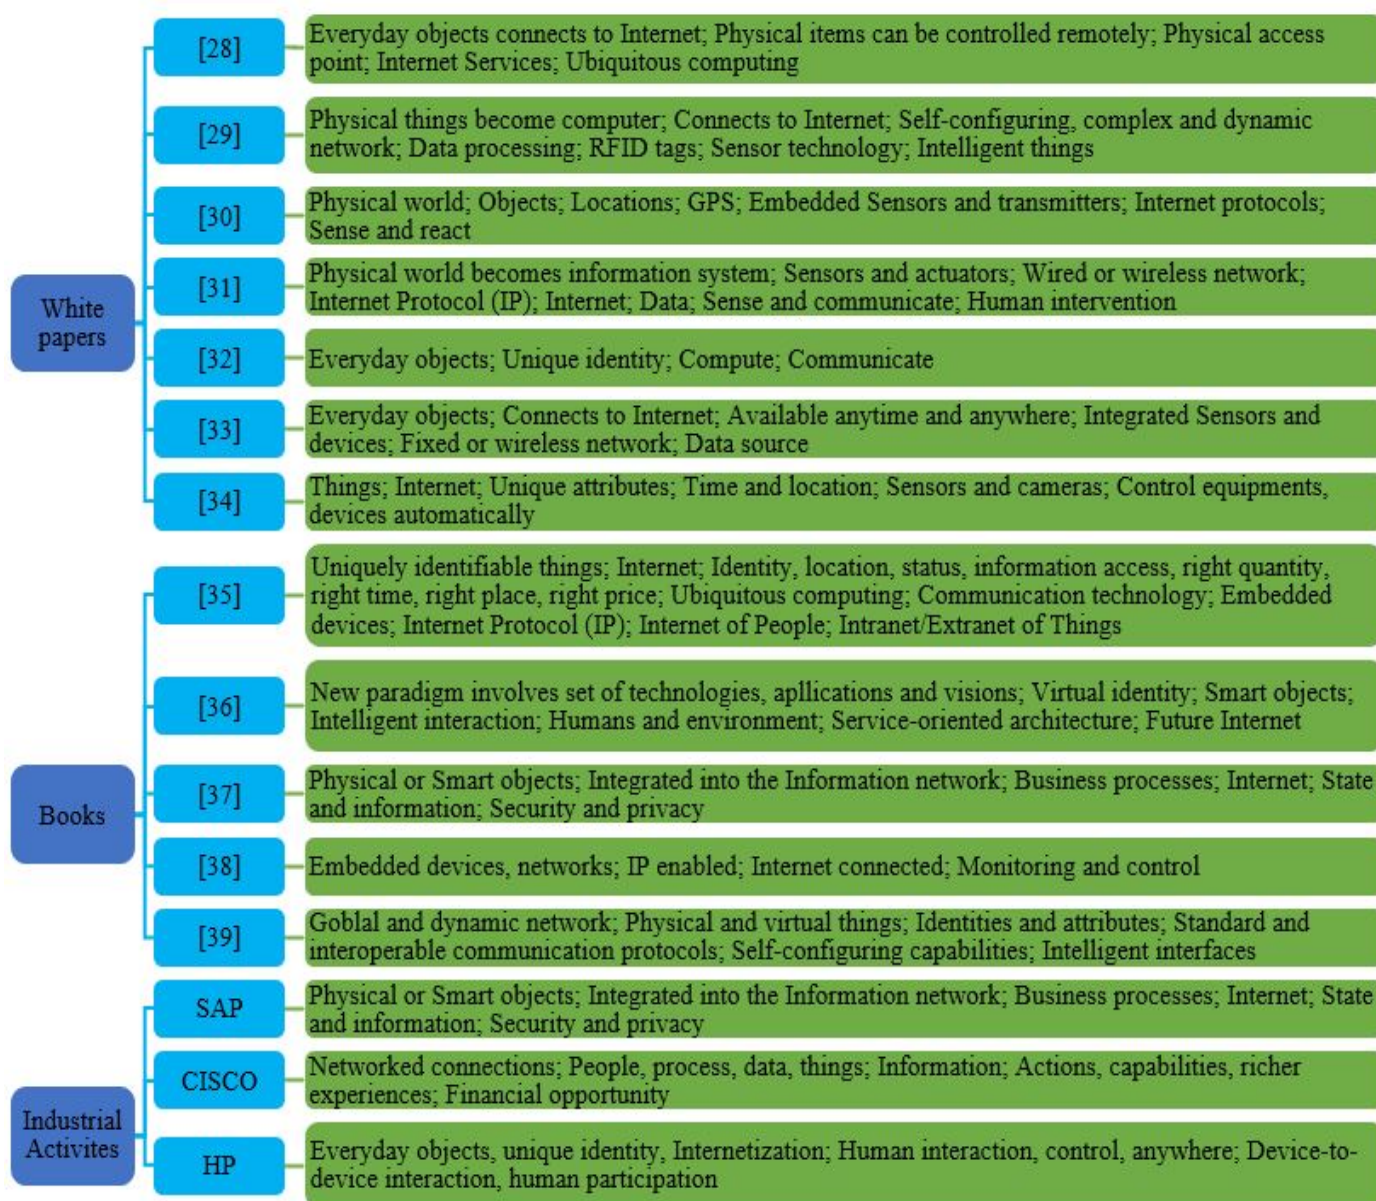 [28]
Everyday objects connects to Internet; Physical items can be controlled remotely; Physical access
point; Internet Services; Ubiquitous computing
[29]
Physical things become computer; Connects to Internet; Self-configuring, complex and dynamic
network; Data processing; RFID tags; Sensor technology; Intelligent things
[30]
Physical world; Objects; Locations; GPS; Embedded Sensors and transmitters; Internet protocols;
Sense and react
White
papers
[31]
Physical world becomes information system; Sensors and actuators; Wired or wireless network;
Internet Protocol (IP); Internet; Data; Sense and communicate; Human intervention
[32]
Everyday objects; Unique identity; Compute; Communicate
[33]
Everyday objects; Connects to Internet; Available anytime and anywhere; Integrated Sensors and
devices; Fixed or wireless network; Data source
[34]
Things; Internet; Unique attributes; Time and location; Sensors and cameras; Control equipments,
devices automatically
[35]
Uniquely identifiable things; Internet; Identity, location, status, information access, right quantity,
right time, right place, right price; Ubiquitous computing; Communication technology; Embedded
devices; Internet Protocol (IP); Internet of People; Intranet/Extranet of Things
[36]
New paradigm involves set of technologies, apllications and visions; Virtual identity; Smart objects;
Intelligent interaction; Humans and environment; Service-oriented architecture; Future Internet
Books
[37]
Physical or Smart objects; Integrated into the Information network; Business processes; Internet; State
and information; Security and privacy
[38]
Embedded devices, networks; IP enabled; Internet connected; Monitoring and control
[39]
Goblal and dynamic network; Physical and virtual things; Identities and attributes; Standard and
interoperable communication protocols; Self-configuring capabilities; Intelligent interfaces
SAP
Physical or Smart objects; Integrated into the Information network; Business processes; Internet; State
and information; Security and privacy
CISCO
Networked connections; People, process, data, things; Information; Actions, capabilities, richer
experiences; Financial opportunity
Industrial
Activites
HP
Everyday objects, unique identity, Internetization; Human interaction, control, anywhere; Device-to-
device interaction, human participation